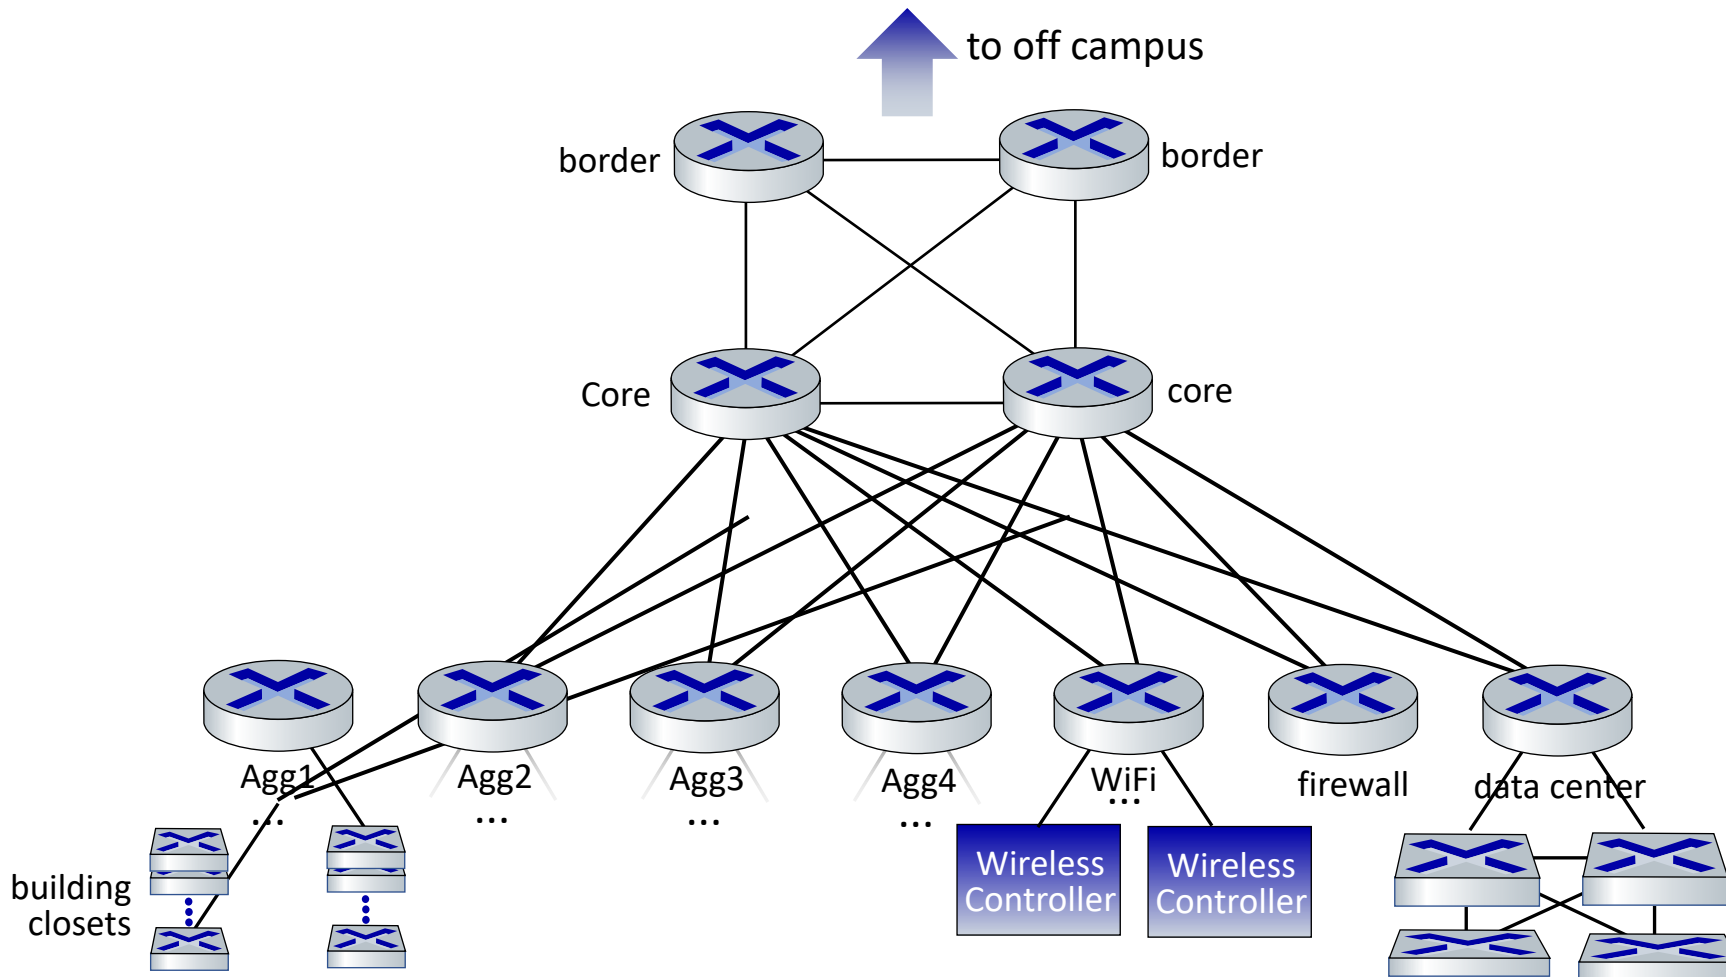 to off campus
border
border
Core
core
Agg1
Agg2
Agg3
Agg4
WiFi
firewall
data center
...
...
...
...
...
building
closets
Wireless
Controller
Wireless
Controller